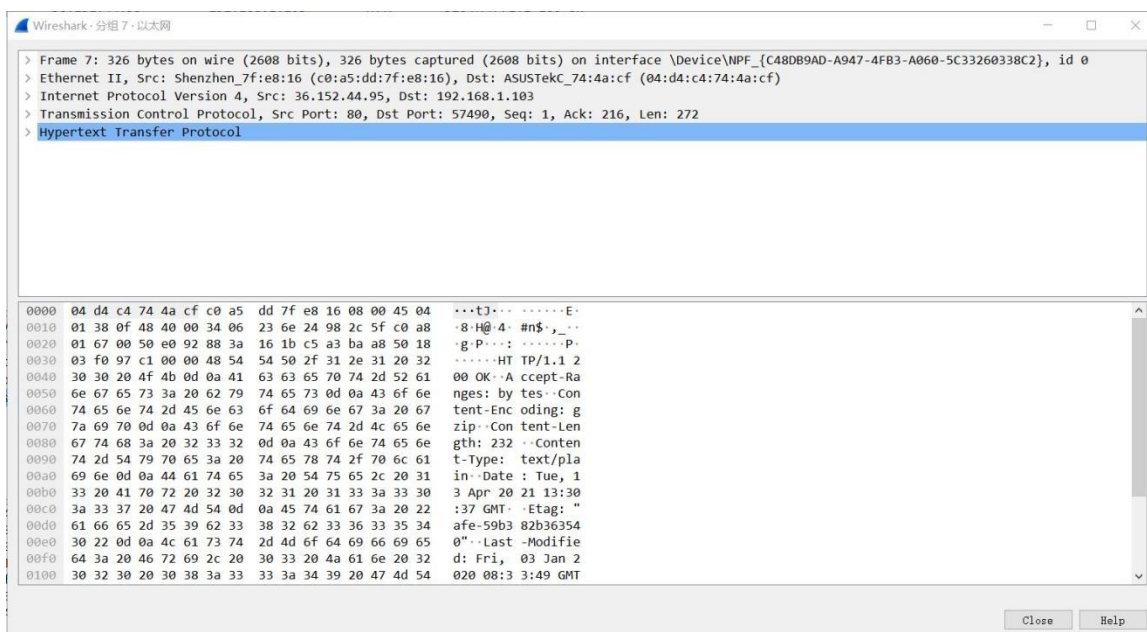 Wireshark · 分组 7 · 以太网
> Frame 7: 326 bytes on wire (2608 bits), 326 bytes captured (2608 bits) on interface \Device\NPF_{C48DB9AD-A947-4FB3-A060-5C33260338C2}, id 0
> Ethernet II, Src: Shenzhen_7f:e8:16 (c0:a5:dd:7f:e8:16), Dst: ASUSTekC_74:4a:cf (04:d4:c4:74:4a:cf)
> Internet Protocol Version 4, Src: 36.152.44.95, Dst: 192.168.1.103
> Transmission Control Protocol, Src Port: 80, Dst Port: 57490, Seq: 1, Ack: 216, Len: 272
> Hypertext Transfer Protocol
0000 04 d4 c4 74 4a cf c0 a5 dd 7f e8 16 08 00 45 04 ···tJ··· ······E·
0010 01 38 0f 48 40 00 34 06 23 6e 24 98 2c 5f c0 a8 ·8·H@·4· #n$·,_··
0020 01 67 00 50 e0 92 88 3a 16 1b c5 a3 ba a8 50 18 ·g·P···: ······P·
0030 03 f0 97 c1 00 00 48 54 54 50 2f 31 2e 31 20 32 ······HT TP/1.1 2
0040 30 30 20 4f 4b 0d 0a 41 63 63 65 70 74 2d 52 61 00 OK··A ccept-Ra
0050 6e 67 65 73 3a 20 62 79 74 65 73 0d 0a 43 6f 6e nges: by tes··Con
0060 74 65 6e 74 2d 45 6e 63 6f 64 69 6e 67 3a 20 67 tent-Enc oding: g
0070 7a 69 70 0d 0a 43 6f 6e 74 65 6e 74 2d 4c 65 6e zip··Con tent-Len
0080 67 74 68 3a 20 32 33 32 0d 0a 43 6f 6e 74 65 6e gth: 232 ··Conten
0090 74 2d 54 79 70 65 3a 20 74 65 78 74 2f 70 6c 61 t-Type: text/pla
00a0 69 6e 0d 0a 44 61 74 65 3a 20 54 75 65 2c 20 31 in··Date : Tue, 1
00b0 33 20 41 70 72 20 32 30 32 31 20 31 33 3a 33 30 3 Apr 20 21 13:30
00c0 3a 33 37 20 47 4d 54 0d 0a 45 74 61 67 3a 20 22 :37 GMT· ·Etag: "
00d0 61 66 65 2d 35 39 62 33 38 32 62 33 36 33 35 34 afe-59b3 82b36354
00e0 30 22 0d 0a 4c 61 73 74 2d 4d 6f 64 69 66 69 65 0"··Last -Modifie
00f0 64 3a 20 46 72 69 2c 20 30 33 20 4a 61 6e 20 32 d: Fri, 03 Jan 2
0100 30 32 30 20 30 38 3a 33 33 3a 34 39 20 47 4d 54 020 08:3 3:49 GMT
Close Help